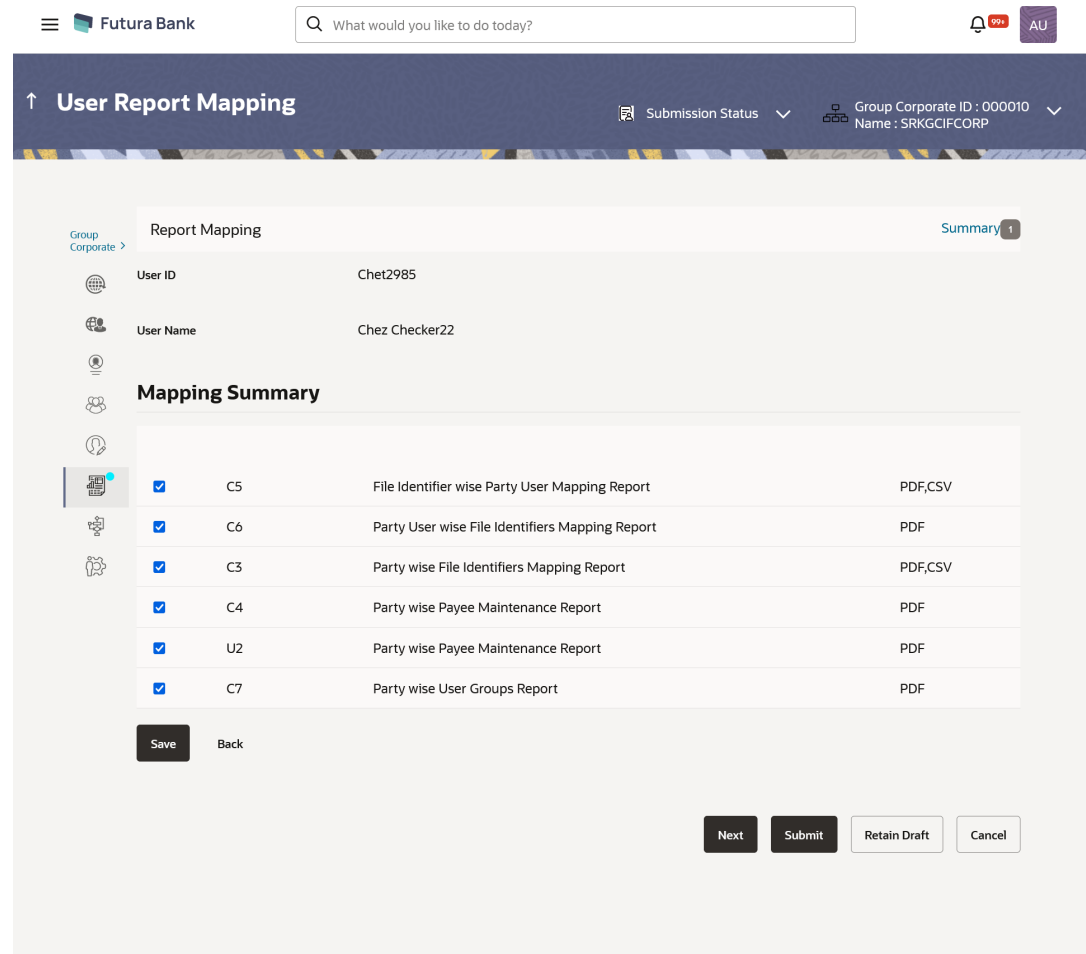 Futura Bank
What would you like to do today?
99+
AU
↑ User Report Mapping
Submission Status
Group Corporate ID : 000010
Name : SRKGCIFCORP
Group
Corporate >
Report Mapping
Summary 1
User ID Chet2985
User Name Chez Checker22
Mapping Summary
C5 File Identifier wise Party User Mapping Report PDF,CSV
C6 Party User wise File Identifiers Mapping Report PDF
C3 Party wise File Identifiers Mapping Report PDF,CSV
C4 Party wise Payee Maintenance Report PDF
U2 Party wise Payee Maintenance Report PDF
C7 Party wise User Groups Report PDF
Save Back
Next Submit Retain Draft Cancel